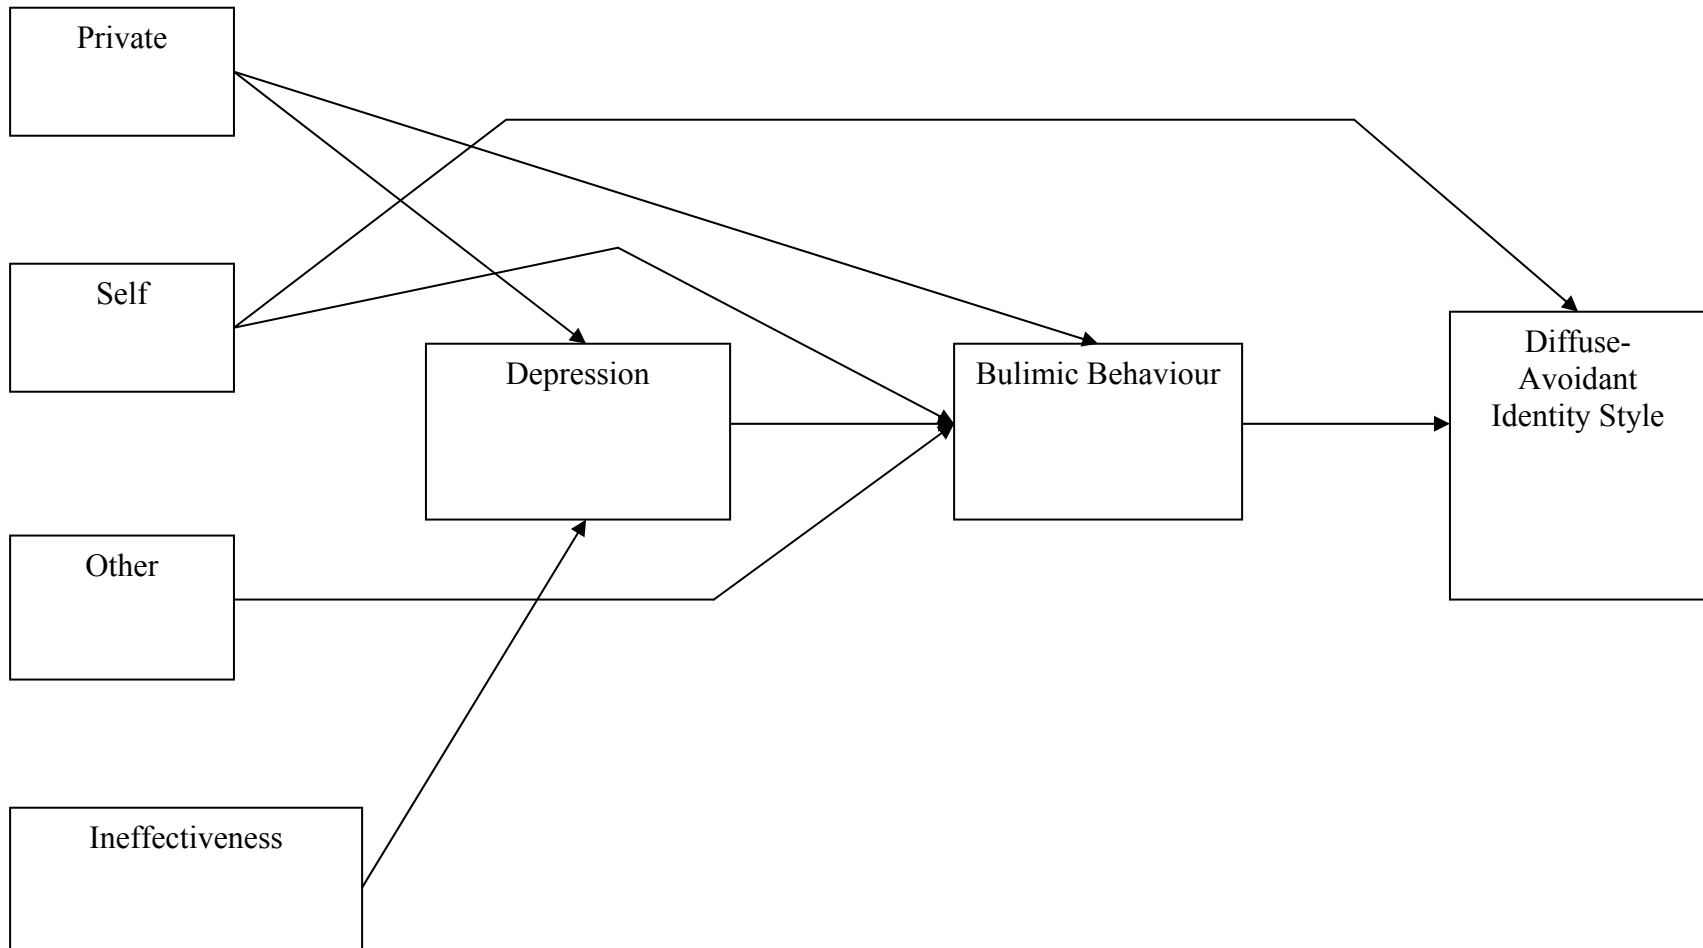 Private
Self
Depression
Bulimic Behaviour
Diffuse-
Avoidant
Identity Style
Other
Ineffectiveness